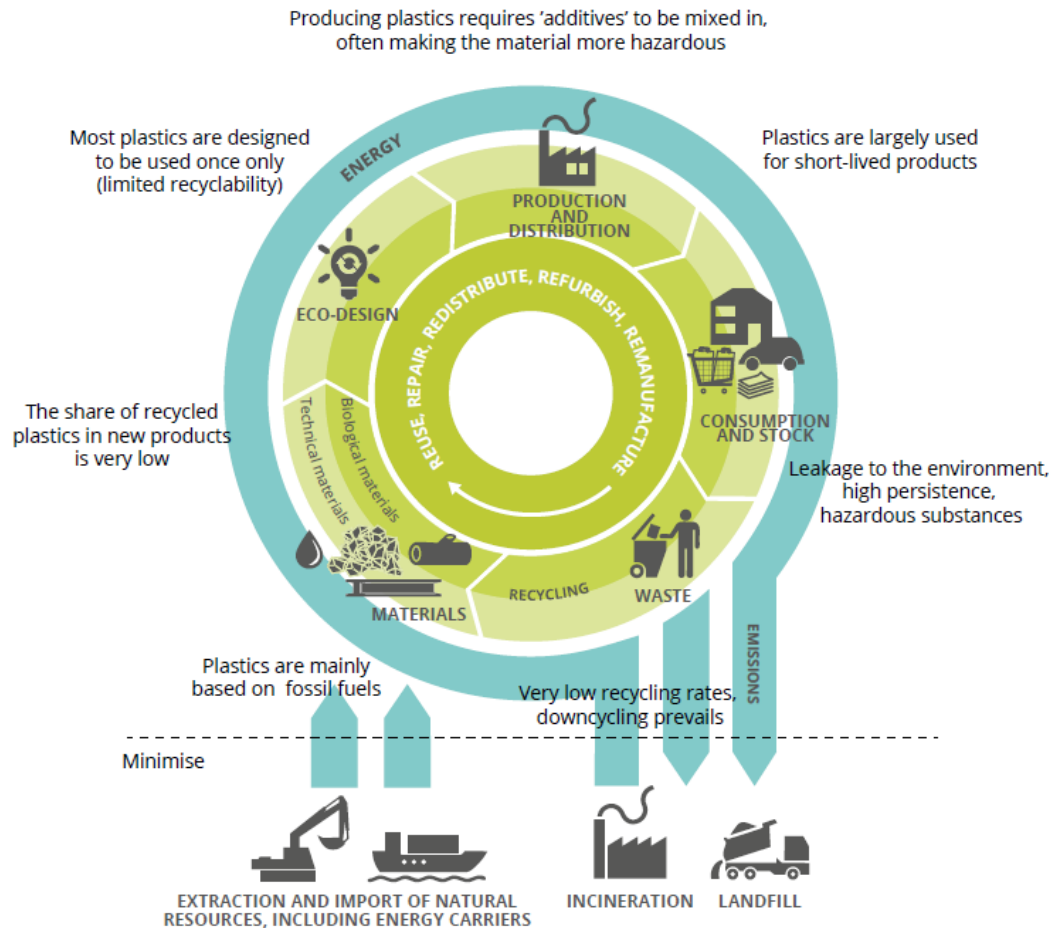 Producing plastics requires 'additives' to be mixed in,
often making the material more hazardous
Most plastics are designed
to be used once only
(limited recyclability)
ENERGY
Plastics are largely used
for short-lived products
PRODUCTION
AND
DISTRIBUTION
ECO-DESIGN
REUSE, REPAIR, REDISTRIBUTE, REFURBISH, REMANUFACTURE
CONSUMPTION
AND STOCK
The share of recycled
plastics in new products
is very low
Technical materials
Biological materials
Leakage to the environment,
high persistence,
hazardous substances
MATERIALS
RECYCLING
WASTE
EMISSIONS
Plastics are mainly
based on fossil fuels
Very low recycling rates,
downcycling prevails
Minimise
EXTRACTION AND IMPORT OF NATURAL
RESOURCES, INCLUDING ENERGY CARRIERS
INCINERATION
LANDFILL